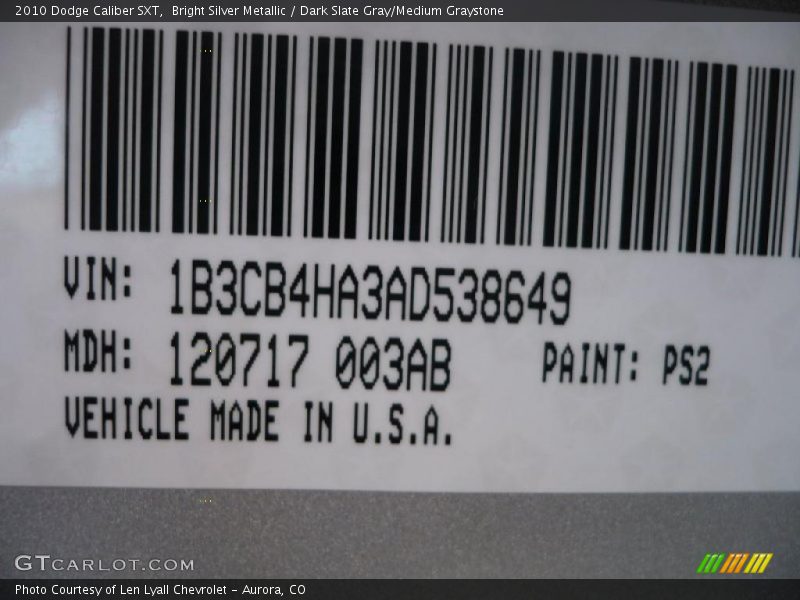 2010 Dodge Caliber SXT,  Bright Silver Metallic / Dark Slate Gray/Medium Graystone
VIN: 1B3CB4HA3AD538649
MDH: 120717 003AB PAINT: PS2
VEHICLE MADE IN U.S.A.
GTCARLOT.COM
Photo Courtesy of Len Lyall Chevrolet - Aurora, CO